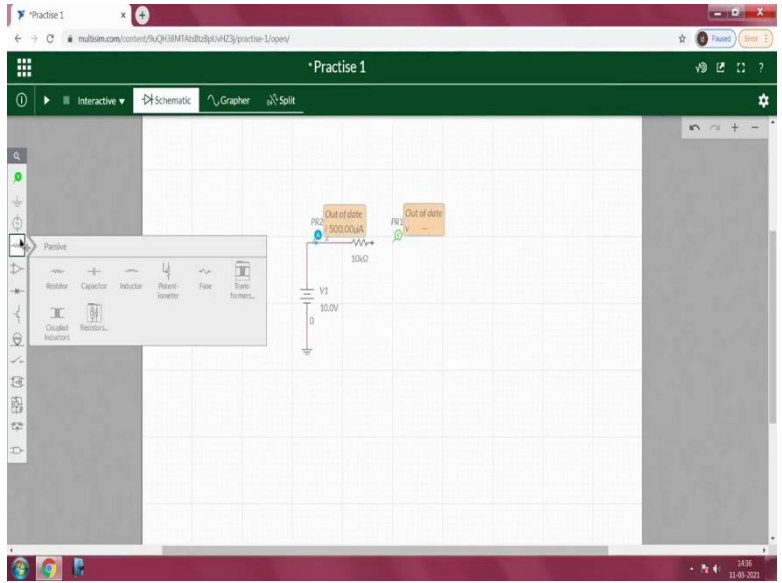 *Practise 1
multisim.com/content/9uQH38MTAtsBtzBpUvHZ3j/practise-1/open/
Paused
Error
*Practise 1
Interactive
Schematic
Grapher
Split
Out of date
PR2
i 500.00µA
10kΩ
Out of date
PR1
v --
V1
10.0V
0
Passive
Resistor
Capacitor
Inductor
Potent-
iometer
Fuse
Trans-
formers...
Coupled
Inductors
Resistors...
14:36
11-03-2021